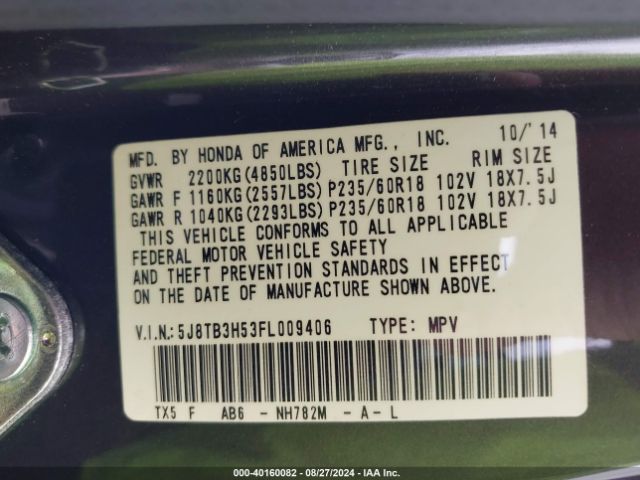 MFD. BY HONDA OF AMERICA MFG., INC. 10/'14
GVWR 2200KG(4850LBS) TIRE SIZE RIM SIZE
GAWR F 1160KG(2557LBS) P235/60R18 102V 18X7.5J
GAWR R 1040KG(2293LBS) P235/60R18 102V 18X7.5J
THIS VEHICLE CONFORMS TO ALL APPLICABLE
FEDERAL MOTOR VEHICLE SAFETY
AND THEFT PREVENTION STANDARDS IN EFFECT
ON THE DATE OF MANUFACTURE SHOWN ABOVE.
V.I.N.:5J8TB3H53FL009406 TYPE: MPV
TX5 F AB6 - NH782M - A - L
000-40160082 - 08/27/2024 - IAA Inc.